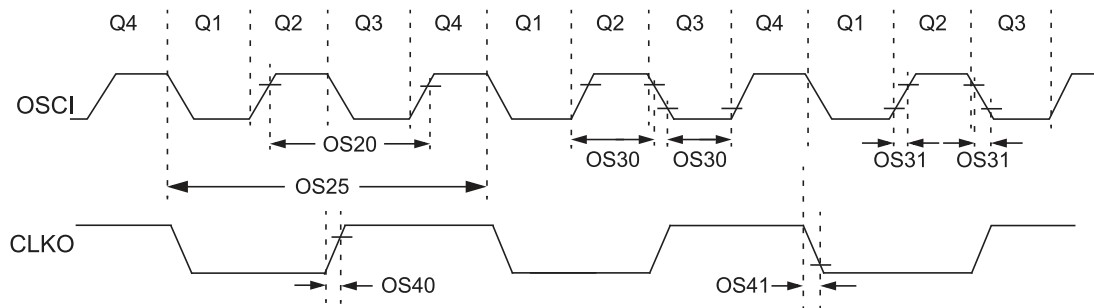 Q4 Q1 Q2 Q3 Q4 Q1 Q2 Q3 Q4 Q1 Q2 Q3
OSCI
OS20
OS30 OS30 OS31 OS31
OS25
CLKO
OS40 OS41